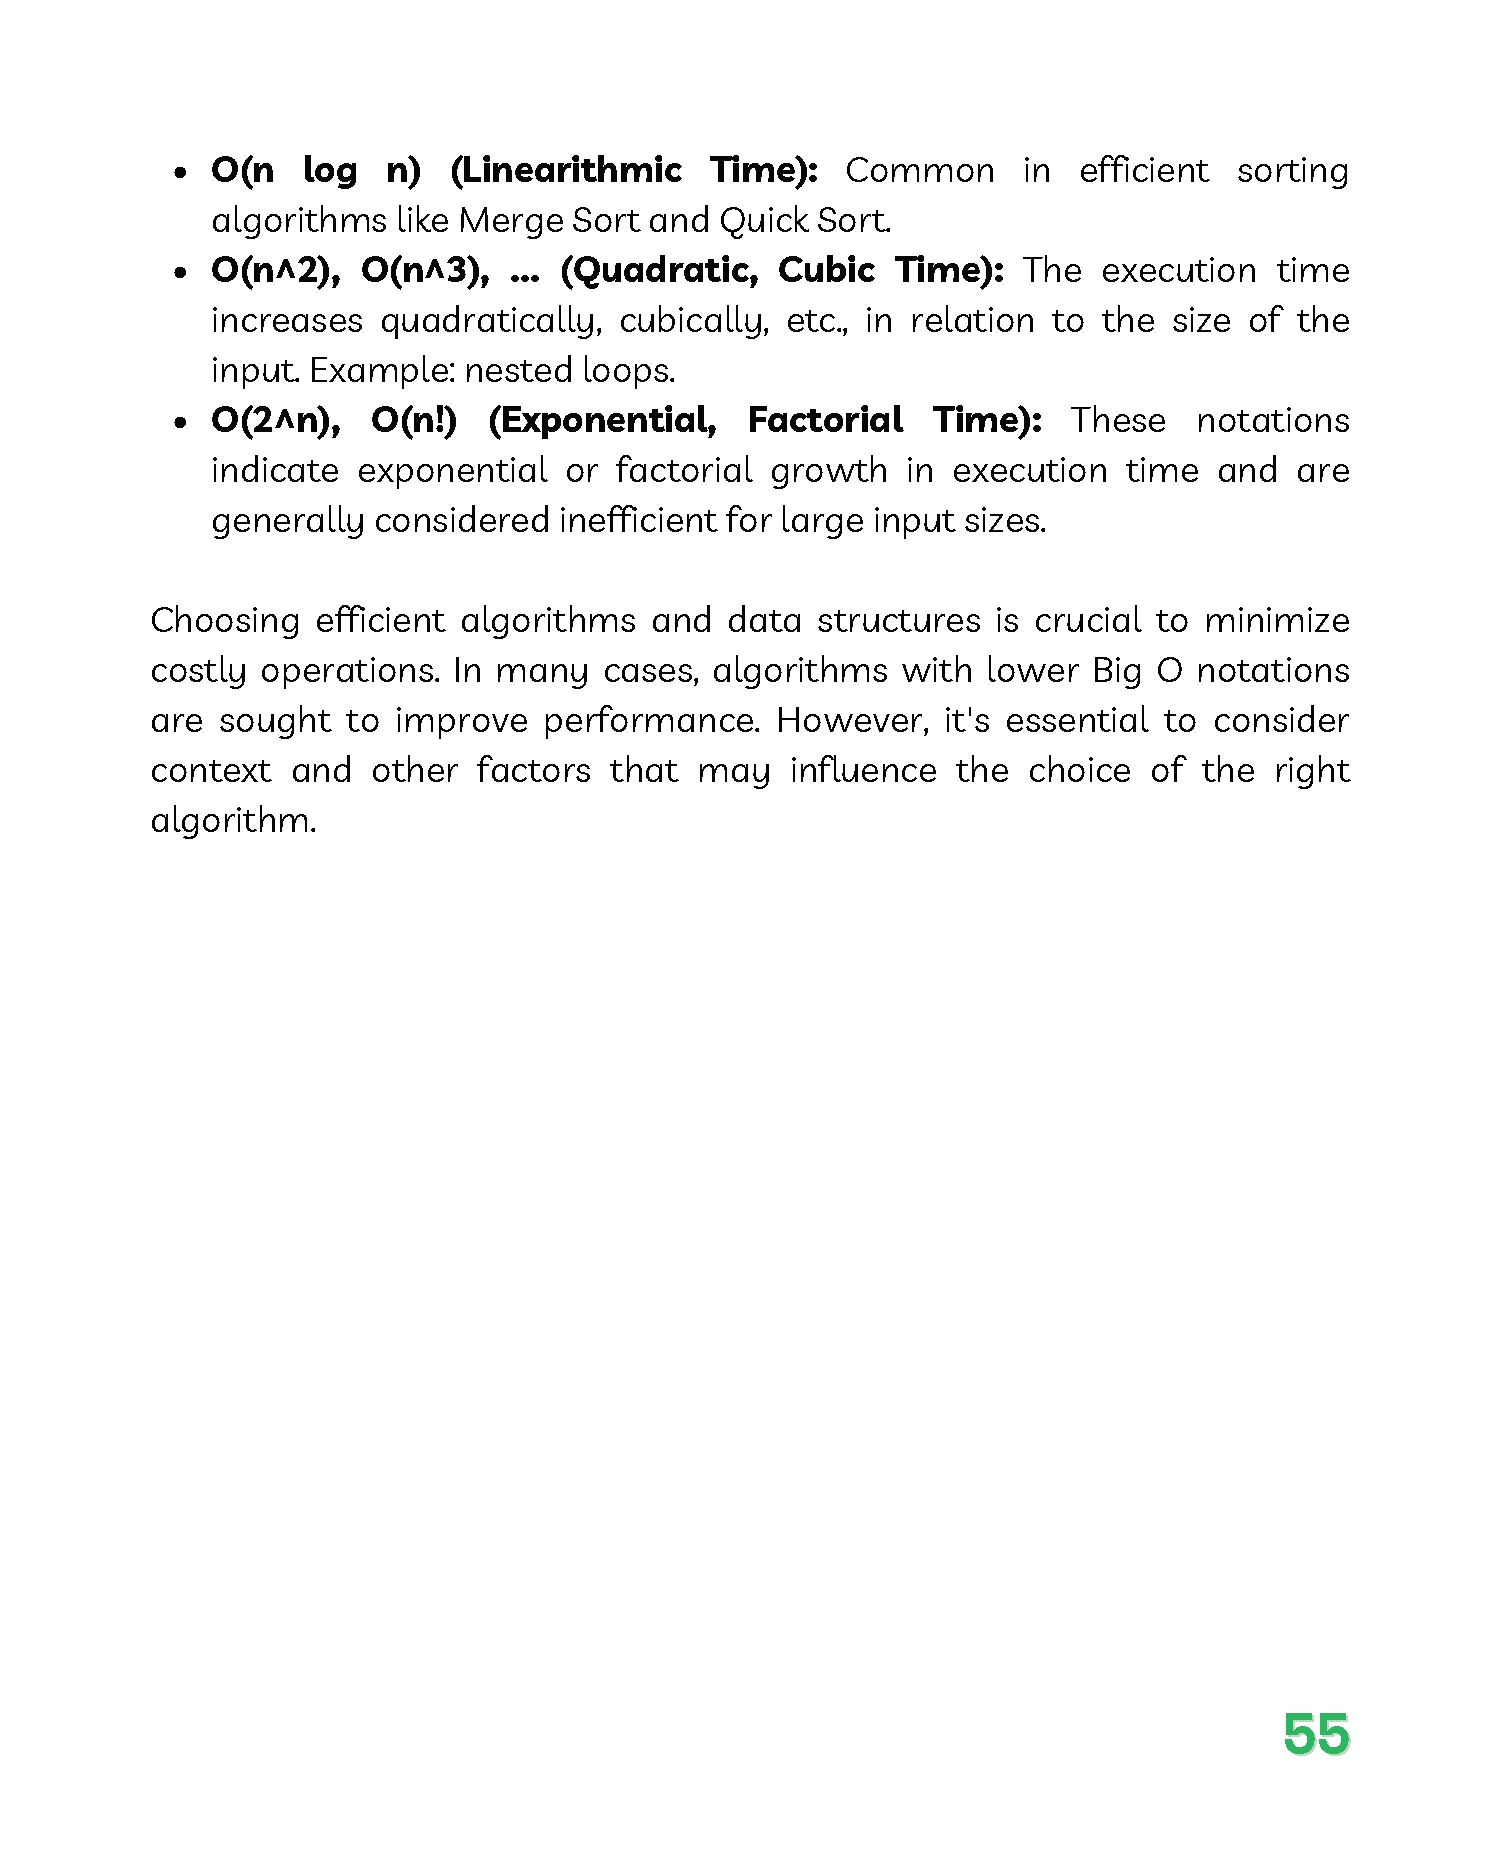 • O(n log n) (Linearithmic Time): Common in efficient sorting
algorithms like Merge Sort and Quick Sort.
• O(n^2), O(n^3), ... (Quadratic, Cubic Time): The execution time
increases quadratically, cubically, etc., in relation to the size of the
input. Example: nested loops.
• O(2^n), O(n!) (Exponential, Factorial Time): These notations
indicate exponential or factorial growth in execution time and are
generally considered inefficient for large input sizes.
Choosing efficient algorithms and data structures is crucial to minimize
costly operations. In many cases, algorithms with lower Big O notations
are sought to improve performance. However, it's essential to consider
context and other factors that may influence the choice of the right
algorithm.
55